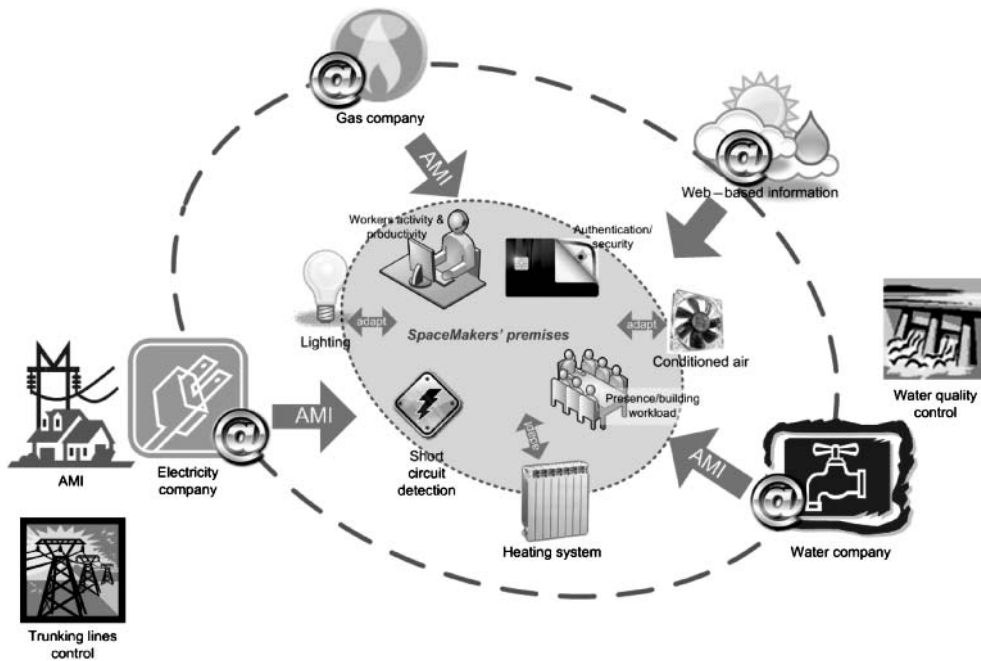 @
Gas company
AMI
@
Web – based information
Workers activity &
productivity
Authentication/
security
Lighting
adapt
SpaceMakers' premises
adapt
Conditioned air
Water quality
control
Presence/building
workload
AMI
@
AMI
Electricity
company
Short
circuit
detection
adapt
AMI
@
Heating system
Water company
Trunking lines
control